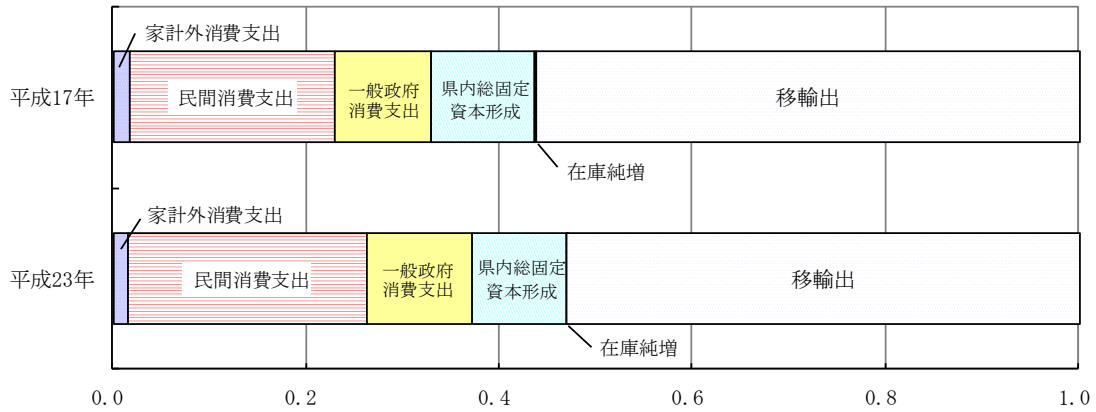 家計外消費支出
平成17年
民間消費支出
一般政府
消費支出
県内総固定
資本形成
移輸出
在庫純増
家計外消費支出
平成23年
民間消費支出
一般政府
消費支出
県内総固定
資本形成
移輸出
在庫純増
0.0 0.2 0.4 0.6 0.8 1.0